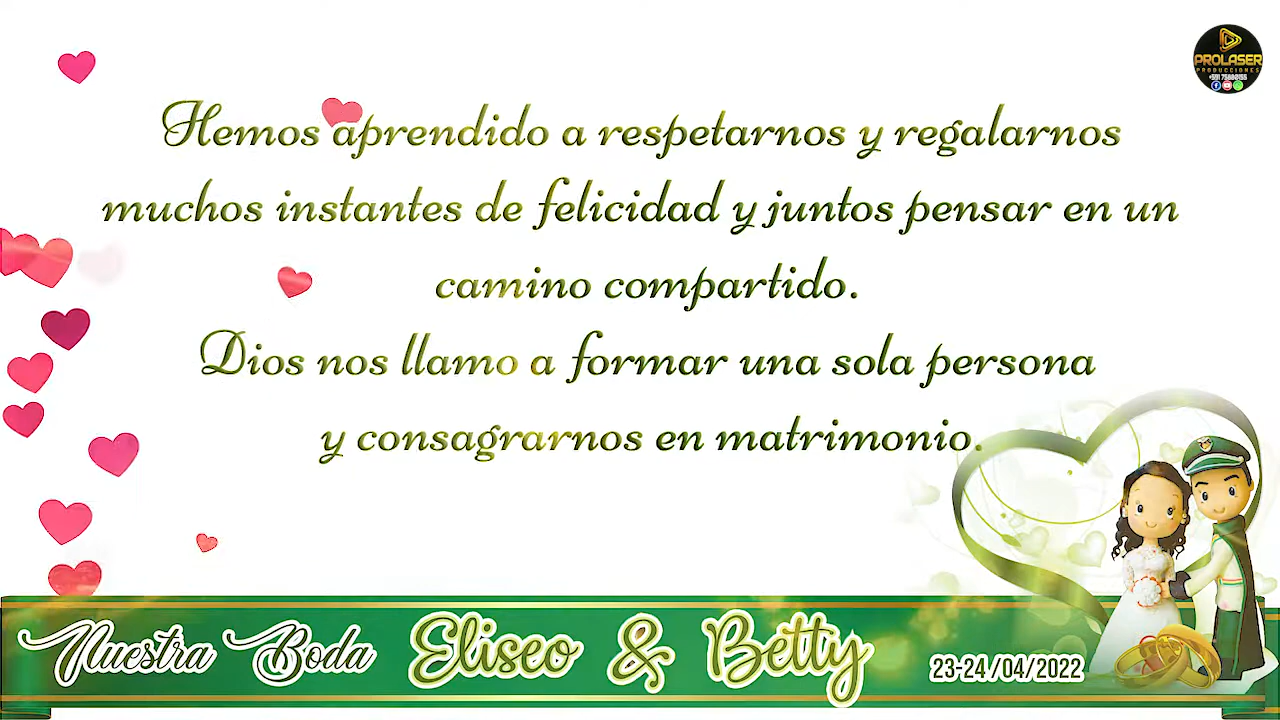 PROLASER
PRODUCCIONES
Hemos aprendido a respetarnos y regalarnos
muchos instantes de felicidad y juntos pensar en un
camino compartido.
Dios nos llamo a formar una sola persona
y consagrarnos en matrimonio.
Nuestra Boda Eliseo & Betty 23-24/04/2022